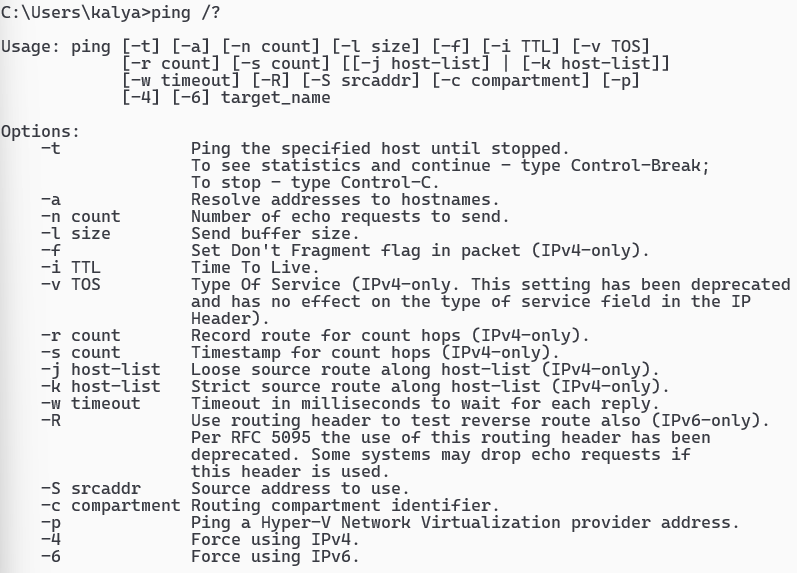 C:\Users\kalya>ping /?

Usage: ping [-t] [-a] [-n count] [-l size] [-f] [-i TTL] [-v TOS]
            [-r count] [-s count] [[-j host-list] | [-k host-list]]
            [-w timeout] [-R] [-S srcaddr] [-c compartment] [-p]
            [-4] [-6] target_name

Options:
    -t             Ping the specified host until stopped.
                   To see statistics and continue - type Control-Break;
                   To stop - type Control-C.
    -a             Resolve addresses to hostnames.
    -n count       Number of echo requests to send.
    -l size        Send buffer size.
    -f             Set Don't Fragment flag in packet (IPv4-only).
    -i TTL         Time To Live.
    -v TOS         Type Of Service (IPv4-only. This setting has been deprecated
                   and has no effect on the type of service field in the IP
                   Header).
    -r count       Record route for count hops (IPv4-only).
    -s count       Timestamp for count hops (IPv4-only).
    -j host-list   Loose source route along host-list (IPv4-only).
    -k host-list   Strict source route along host-list (IPv4-only).
    -w timeout     Timeout in milliseconds to wait for each reply.
    -R             Use routing header to test reverse route also (IPv6-only).
                   Per RFC 5095 the use of this routing header has been
                   deprecated. Some systems may drop echo requests if
                   this header is used.
    -S srcaddr     Source address to use.
    -c compartment Routing compartment identifier.
    -p             Ping a Hyper-V Network Virtualization provider address.
    -4             Force using IPv4.
    -6             Force using IPv6.